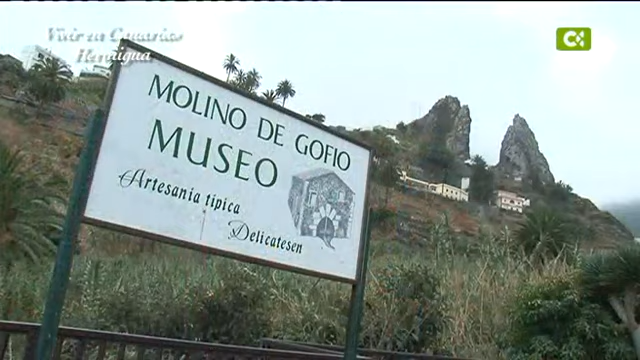 Vivir en Canarias
Hermigua
C
MOLINO DE GOFIO
MUSEO
Artesania tipica
Delicatesen